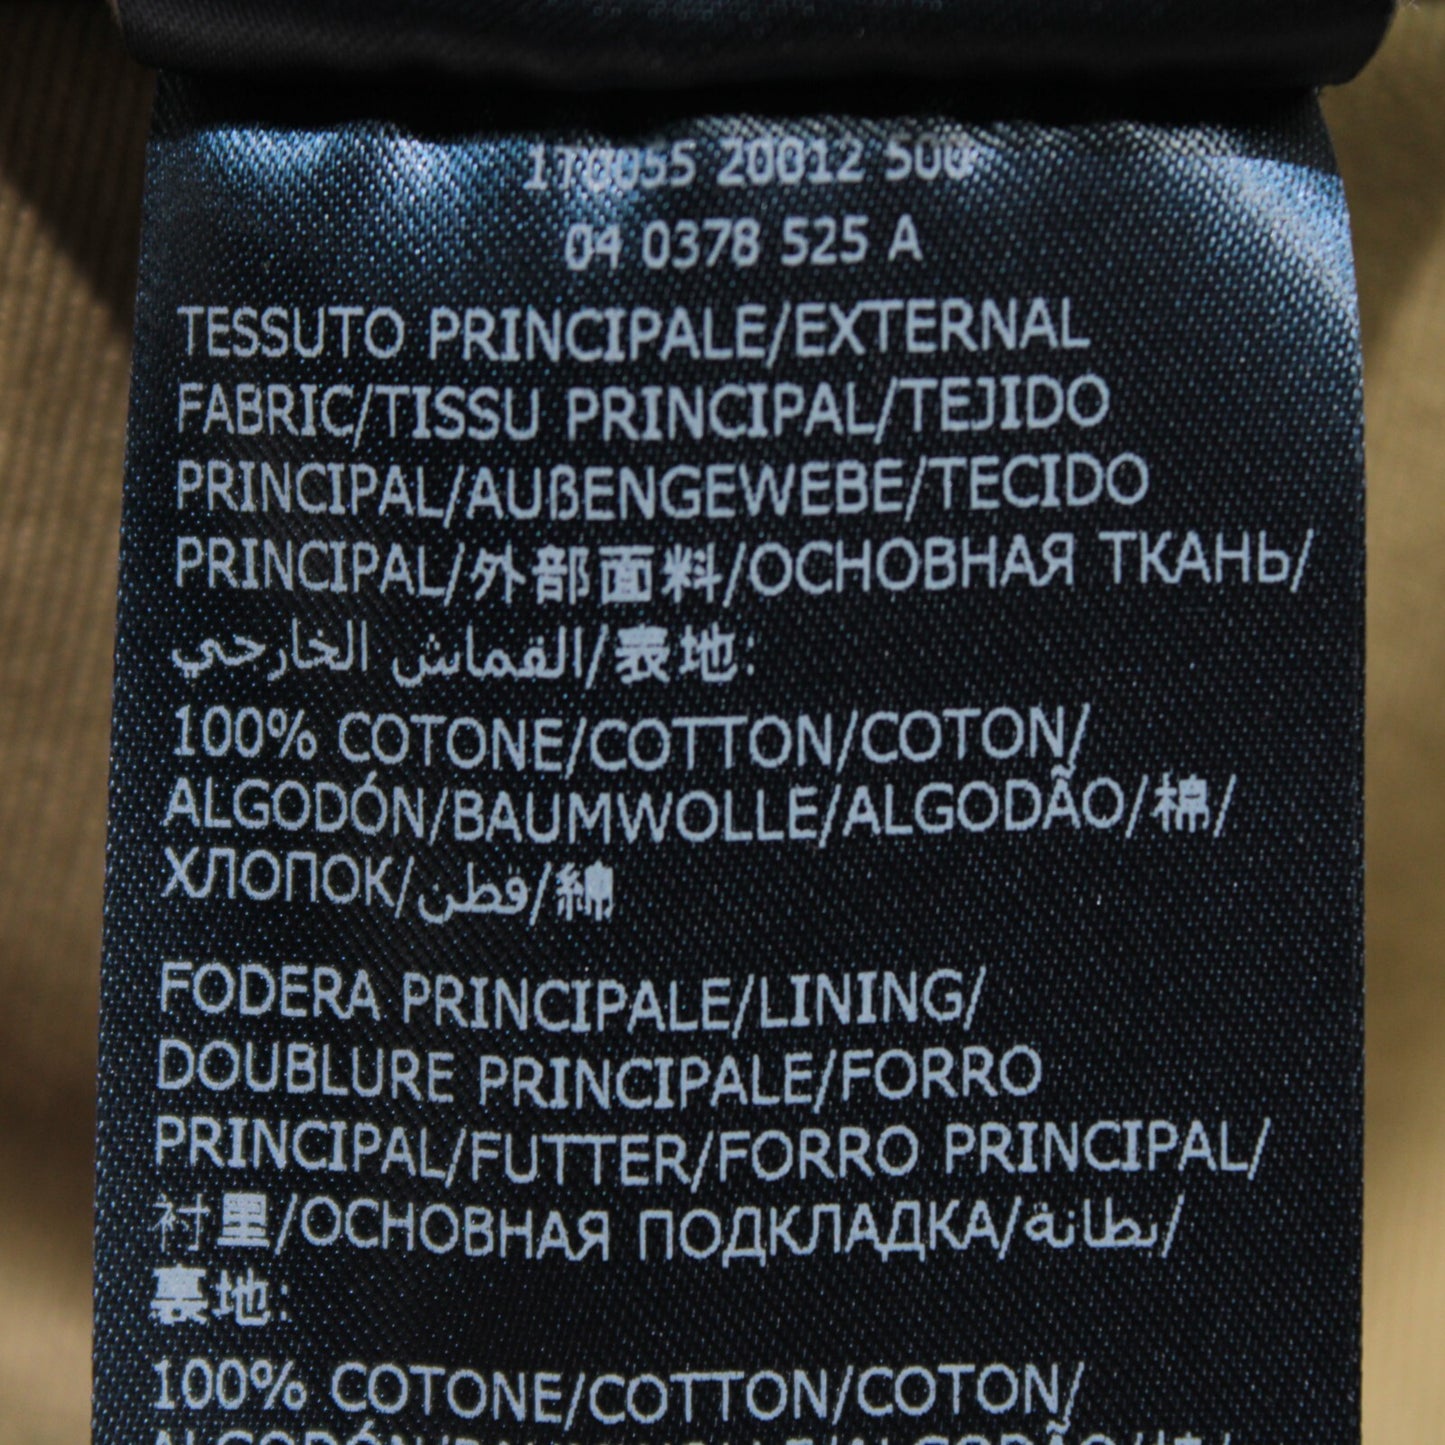 170055 20012 500
04 0378 525 A
TESSUTO PRINCIPALE/EXTERNAL
FABRIC/TISSU PRINCIPAL/TEJIDO
PRINCIPAL/AUßENGEWEBE/TECIDO
PRINCIPAL/外部面料/ОСНОВНАЯ ТКАНЬ/
القماش الخارجي/表地:
100% COTONE/COTTON/COTON/
ALGODÓN/BAUMWOLLE/ALGODÃO/棉/
ХЛОПОК/قطن/綿
FODERA PRINCIPALE/LINING/
DOUBLURE PRINCIPALE/FORRO
PRINCIPAL/FUTTER/FORRO PRINCIPAL/
衬里/ОСНОВНАЯ ПОДКЛАДКА/بطانة/
裏地:
100% COTONE/COTTON/COTON/